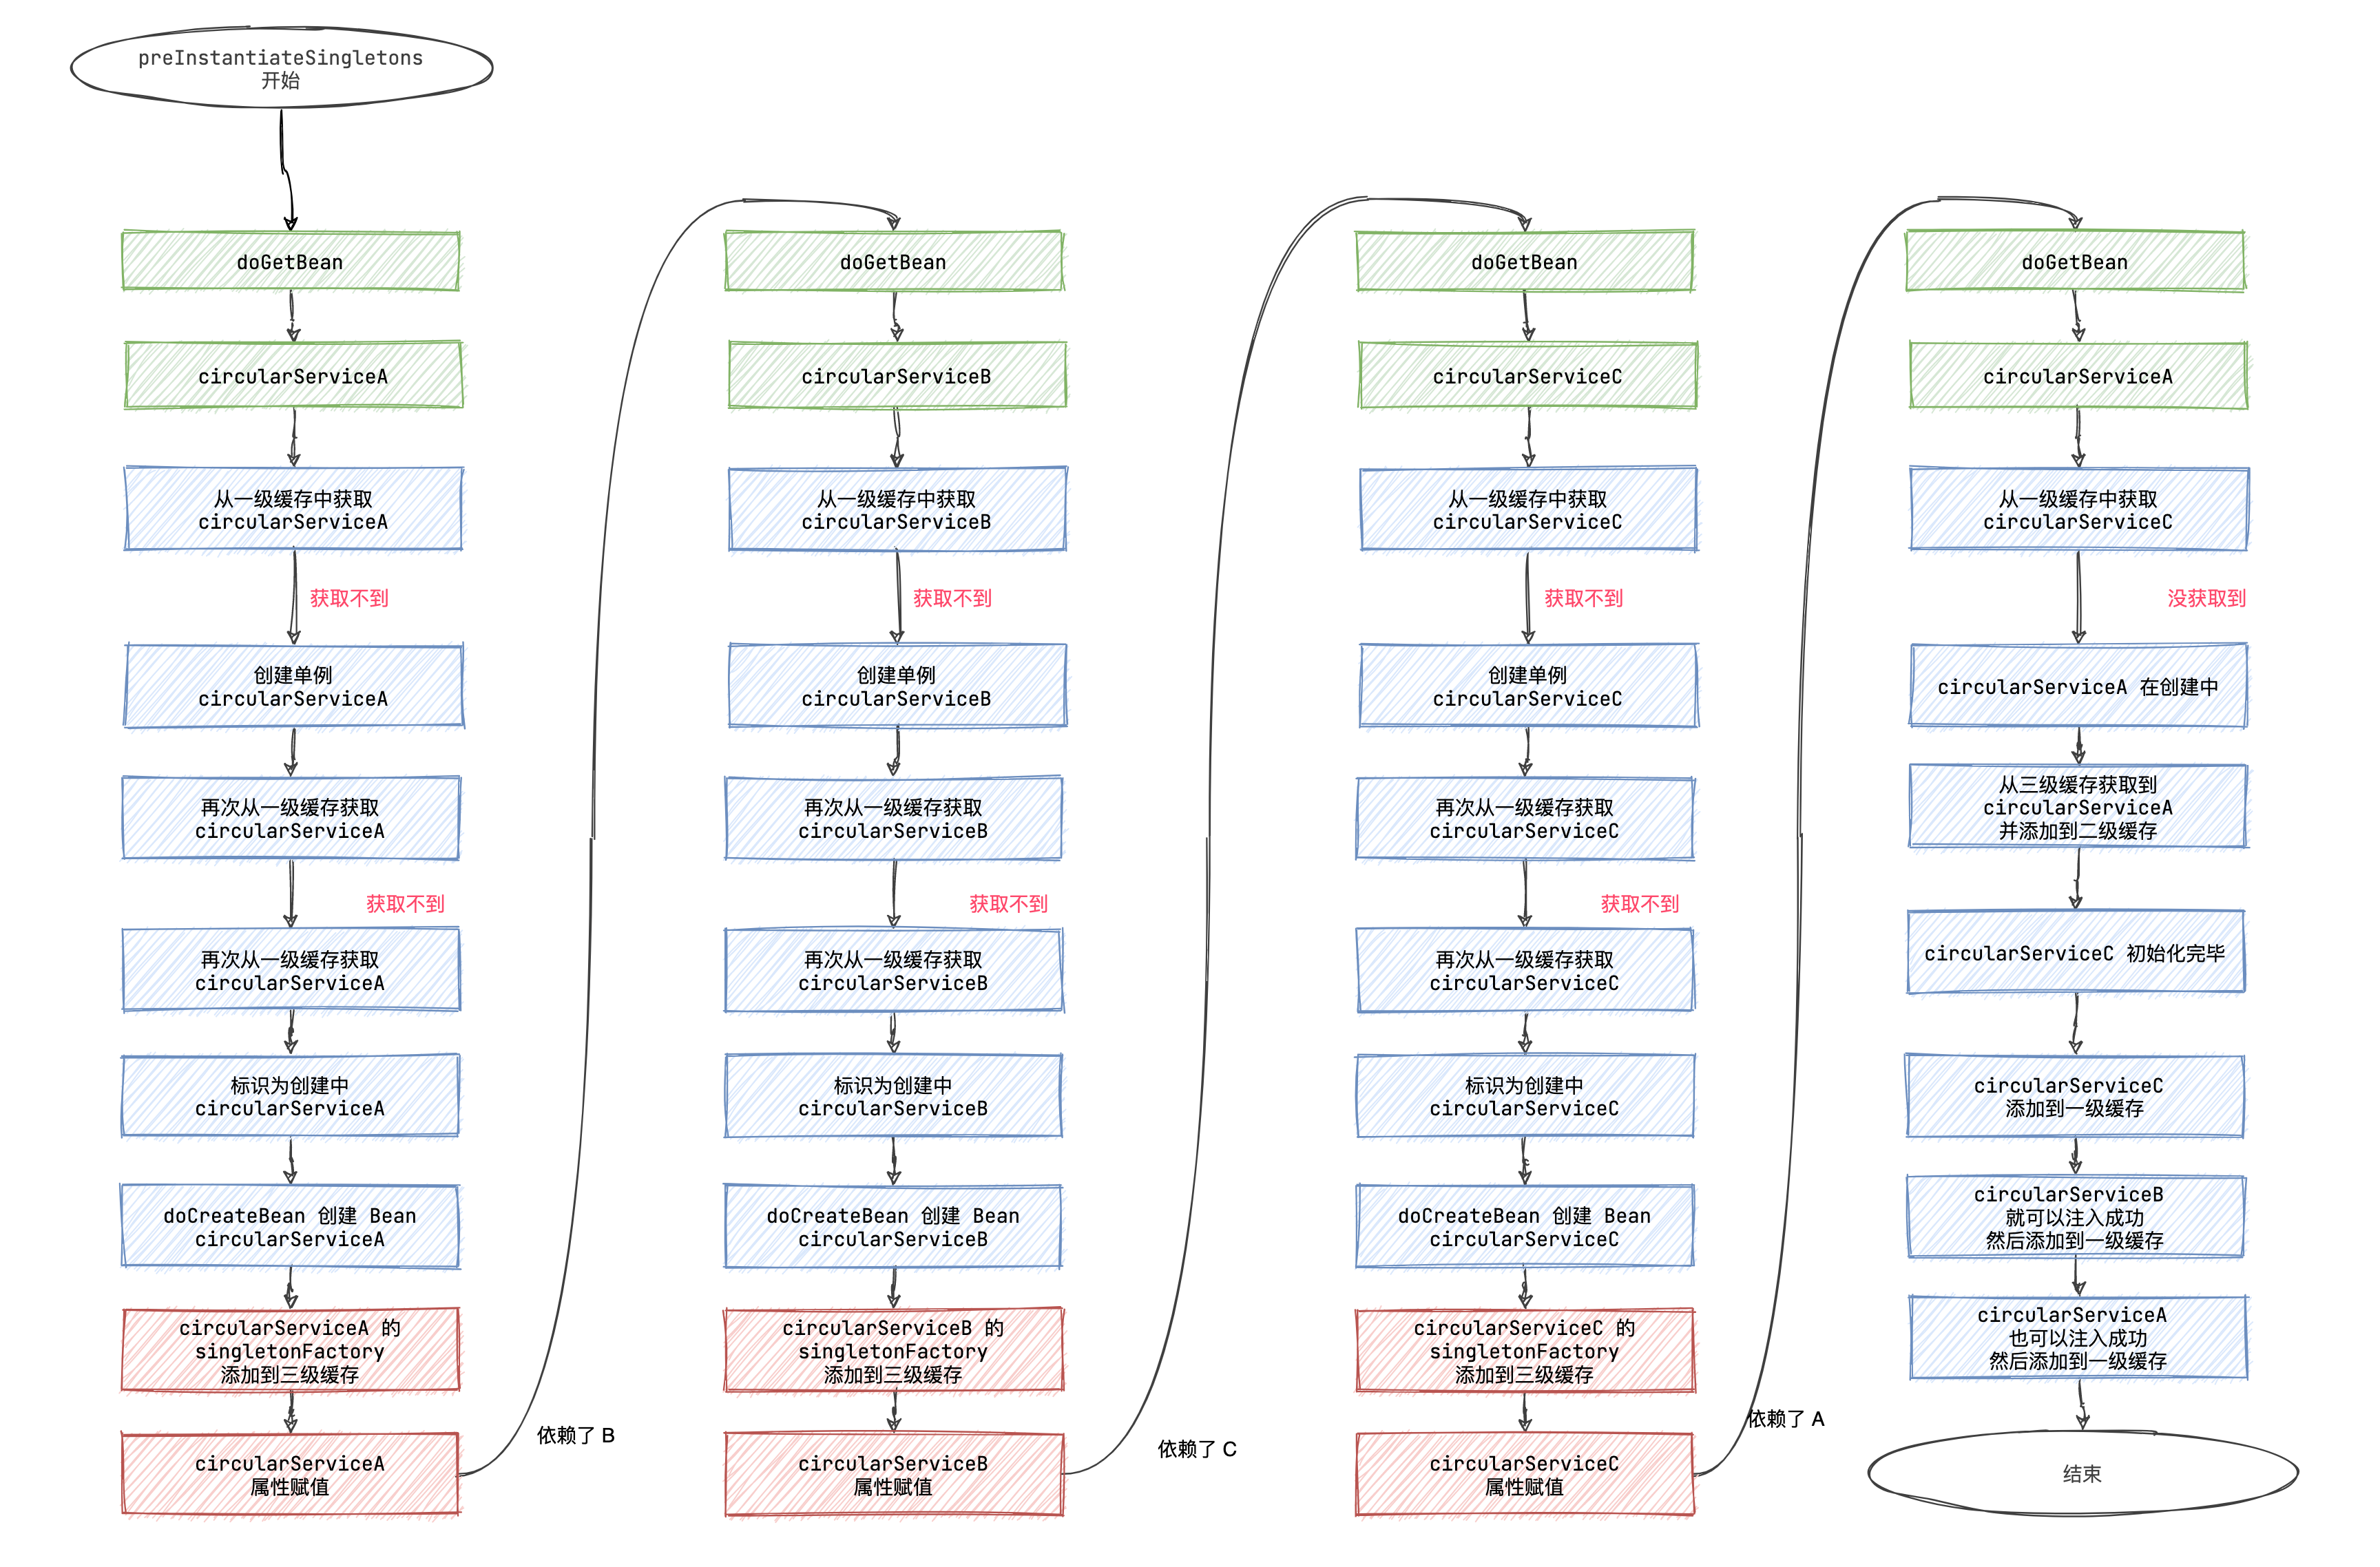 preInstantiateSingletons
开始
doGetBean
circularServiceA
从一级缓存中获取
circularServiceA
获取不到
创建单例
circularServiceA
再次从一级缓存获取
circularServiceA
获取不到
再次从一级缓存获取
circularServiceA
标识为创建中
circularServiceA
doCreateBean 创建 Bean
circularServiceA
circularServiceA 的
singletonFactory
添加到三级缓存
circularServiceA
属性赋值
依赖了 B
doGetBean
circularServiceB
从一级缓存中获取
circularServiceB
获取不到
创建单例
circularServiceB
再次从一级缓存获取
circularServiceB
获取不到
再次从一级缓存获取
circularServiceB
标识为创建中
circularServiceB
doCreateBean 创建 Bean
circularServiceB
circularServiceB 的
singletonFactory
添加到三级缓存
circularServiceB
属性赋值
依赖了 C
doGetBean
circularServiceC
从一级缓存中获取
circularServiceC
获取不到
创建单例
circularServiceC
再次从一级缓存获取
circularServiceC
获取不到
再次从一级缓存获取
circularServiceC
标识为创建中
circularServiceC
doCreateBean 创建 Bean
circularServiceC
circularServiceC 的
singletonFactory
添加到三级缓存
circularServiceC
属性赋值
依赖了 A
doGetBean
circularServiceA
从一级缓存中获取
circularServiceC
没获取到
circularServiceA 在创建中
从三级缓存获取到
circularServiceA
并添加到二级缓存
circularServiceC 初始化完毕
circularServiceC
添加到一级缓存
circularServiceB
就可以注入成功
然后添加到一级缓存
circularServiceA
也可以注入成功
然后添加到一级缓存
结束